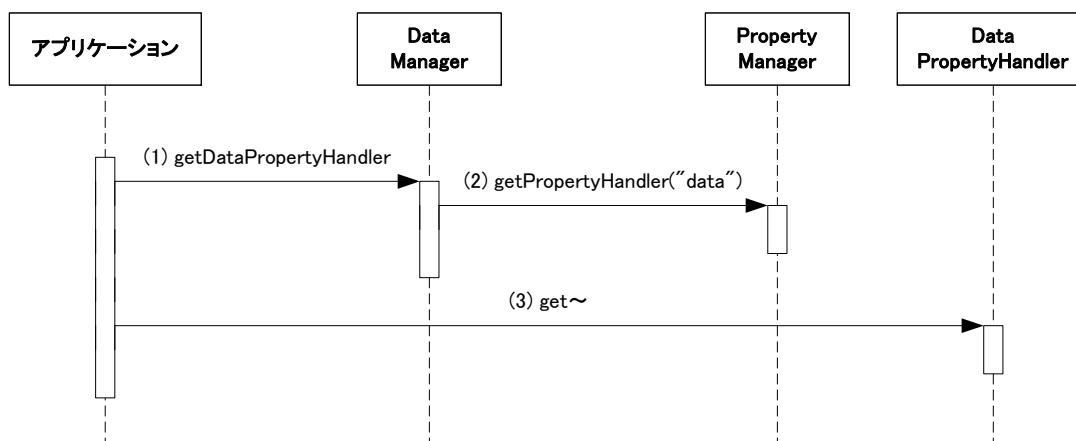 アプリケーション
Data
Manager
Property
Manager
Data
PropertyHandler
(1) getDataPropertyHandler
(2) getPropertyHandler("data")
(3) get～